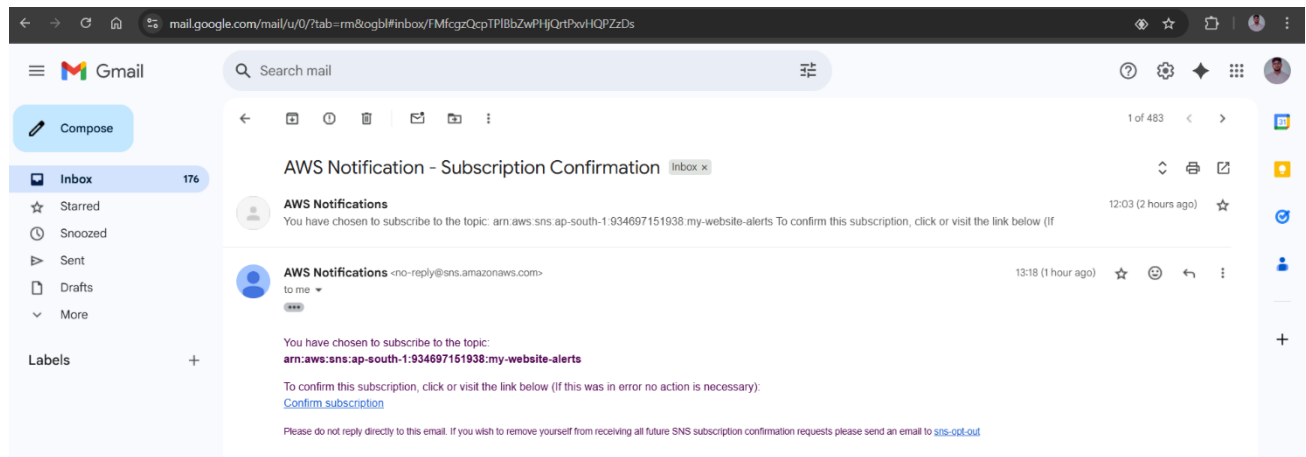 mail.google.com/mail/u/0/?tab=rm&ogbl#inbox/FMfcgzQcpTPlBbZwPHjQrtPxvHQPZzDs
Gmail
Search mail
Compose
1 of 483
Inbox 176
Starred
Snoozed
Sent
Drafts
More
Labels
AWS Notification - Subscription Confirmation Inbox ×
AWS Notifications 12:03 (2 hours ago)
You have chosen to subscribe to the topic: arn:aws:sns:ap-south-1:934697151938:my-website-alerts To confirm this subscription, click or visit the link below (If
AWS Notifications <no-reply@sns.amazonaws.com> 13:18 (1 hour ago)
to me
You have chosen to subscribe to the topic:
arn:aws:sns:ap-south-1:934697151938:my-website-alerts
To confirm this subscription, click or visit the link below (If this was in error no action is necessary):
Confirm subscription
Please do not reply directly to this email. If you wish to remove yourself from receiving all future SNS subscription confirmation requests please send an email to sns-opt-out
31